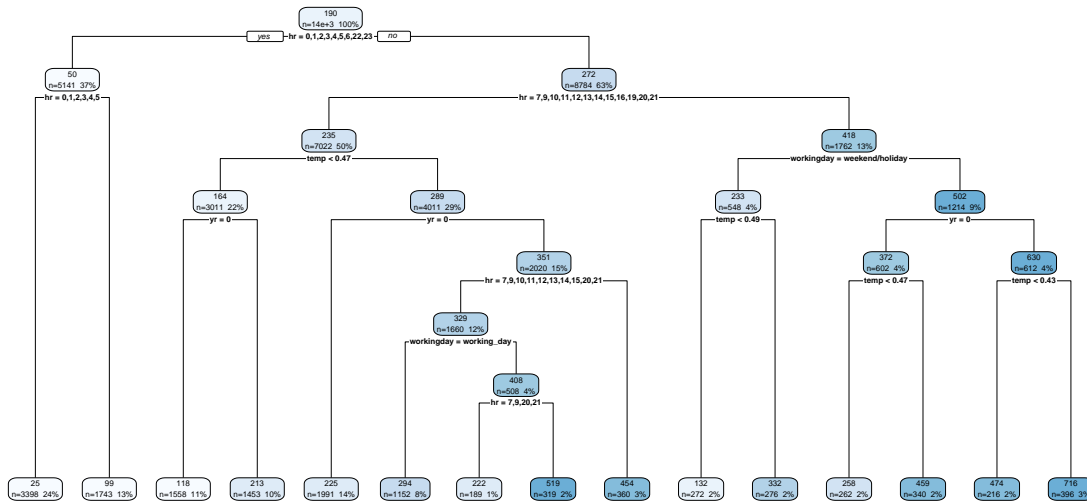 190
n=14e+3 100%
yes hr = 0,1,2,3,4,5,6,22,23 no
50
n=5141 37%
hr = 0,1,2,3,4,5
272
n=8784 63%
hr = 7,9,10,11,12,13,14,15,16,19,20,21
235
n=7022 50%
temp < 0.47
418
n=1762 13%
workingday = weekend/holiday
164
n=3011 22%
yr = 0
289
n=4011 29%
yr = 0
233
n=548 4%
temp < 0.49
502
n=1214 9%
yr = 0
351
n=2020 15%
hr = 7,9,10,11,12,13,14,15,20,21
372
n=602 4%
temp < 0.47
630
n=612 4%
temp < 0.43
329
n=1660 12%
workingday = working_day
408
n=508 4%
hr = 7,9,20,21
25
n=3398 24%
99
n=1743 13%
118
n=1558 11%
213
n=1453 10%
225
n=1991 14%
294
n=1152 8%
222
n=189 1%
519
n=319 2%
454
n=360 3%
132
n=272 2%
332
n=276 2%
258
n=262 2%
459
n=340 2%
474
n=216 2%
716
n=396 3%